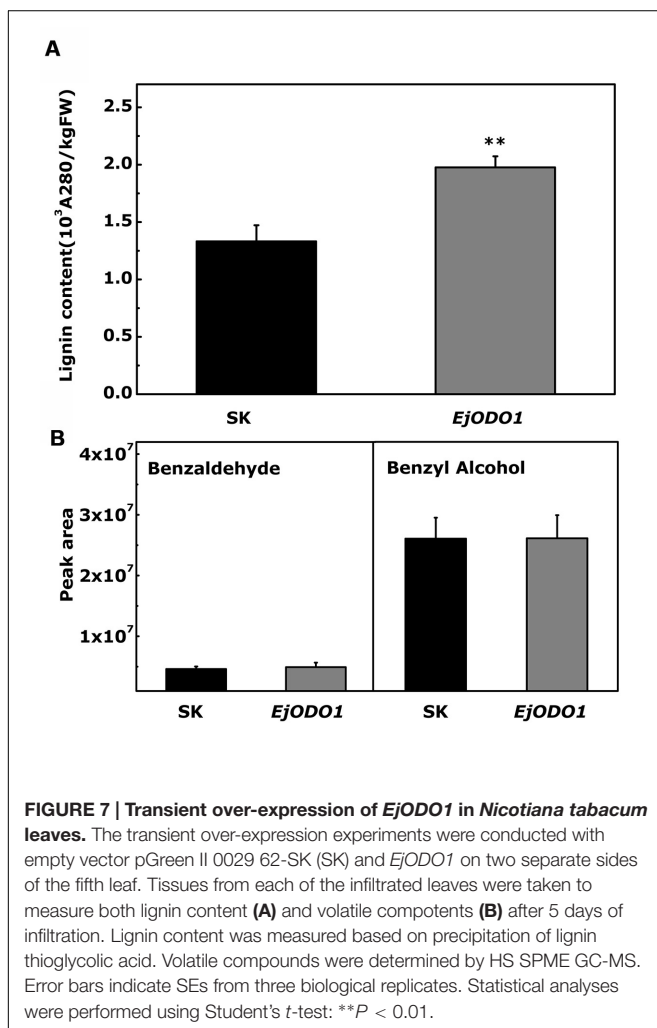 A
Lignin content(10³A280/kgFW)
2.5
2.0
1.5
1.0
0.5
0.0
**
SK
EjODO1
B
Peak area
4x10⁷
3x10⁷
2x10⁷
1x10⁷
Benzaldehyde
Benzyl Alcohol
SK
EjODO1
SK
EjODO1
FIGURE 7 | Transient over-expression of EjODO1 in Nicotiana tabacum
leaves. The transient over-expression experiments were conducted with
empty vector pGreen II 0029 62-SK (SK) and EjODO1 on two separate sides
of the fifth leaf. Tissues from each of the infiltrated leaves were taken to
measure both lignin content (A) and volatile compotents (B) after 5 days of
infiltration. Lignin content was measured based on precipitation of lignin
thioglycolic acid. Volatile compounds were determined by HS SPME GC-MS.
Error bars indicate SEs from three biological replicates. Statistical analyses
were performed using Student's t-test: **P < 0.01.